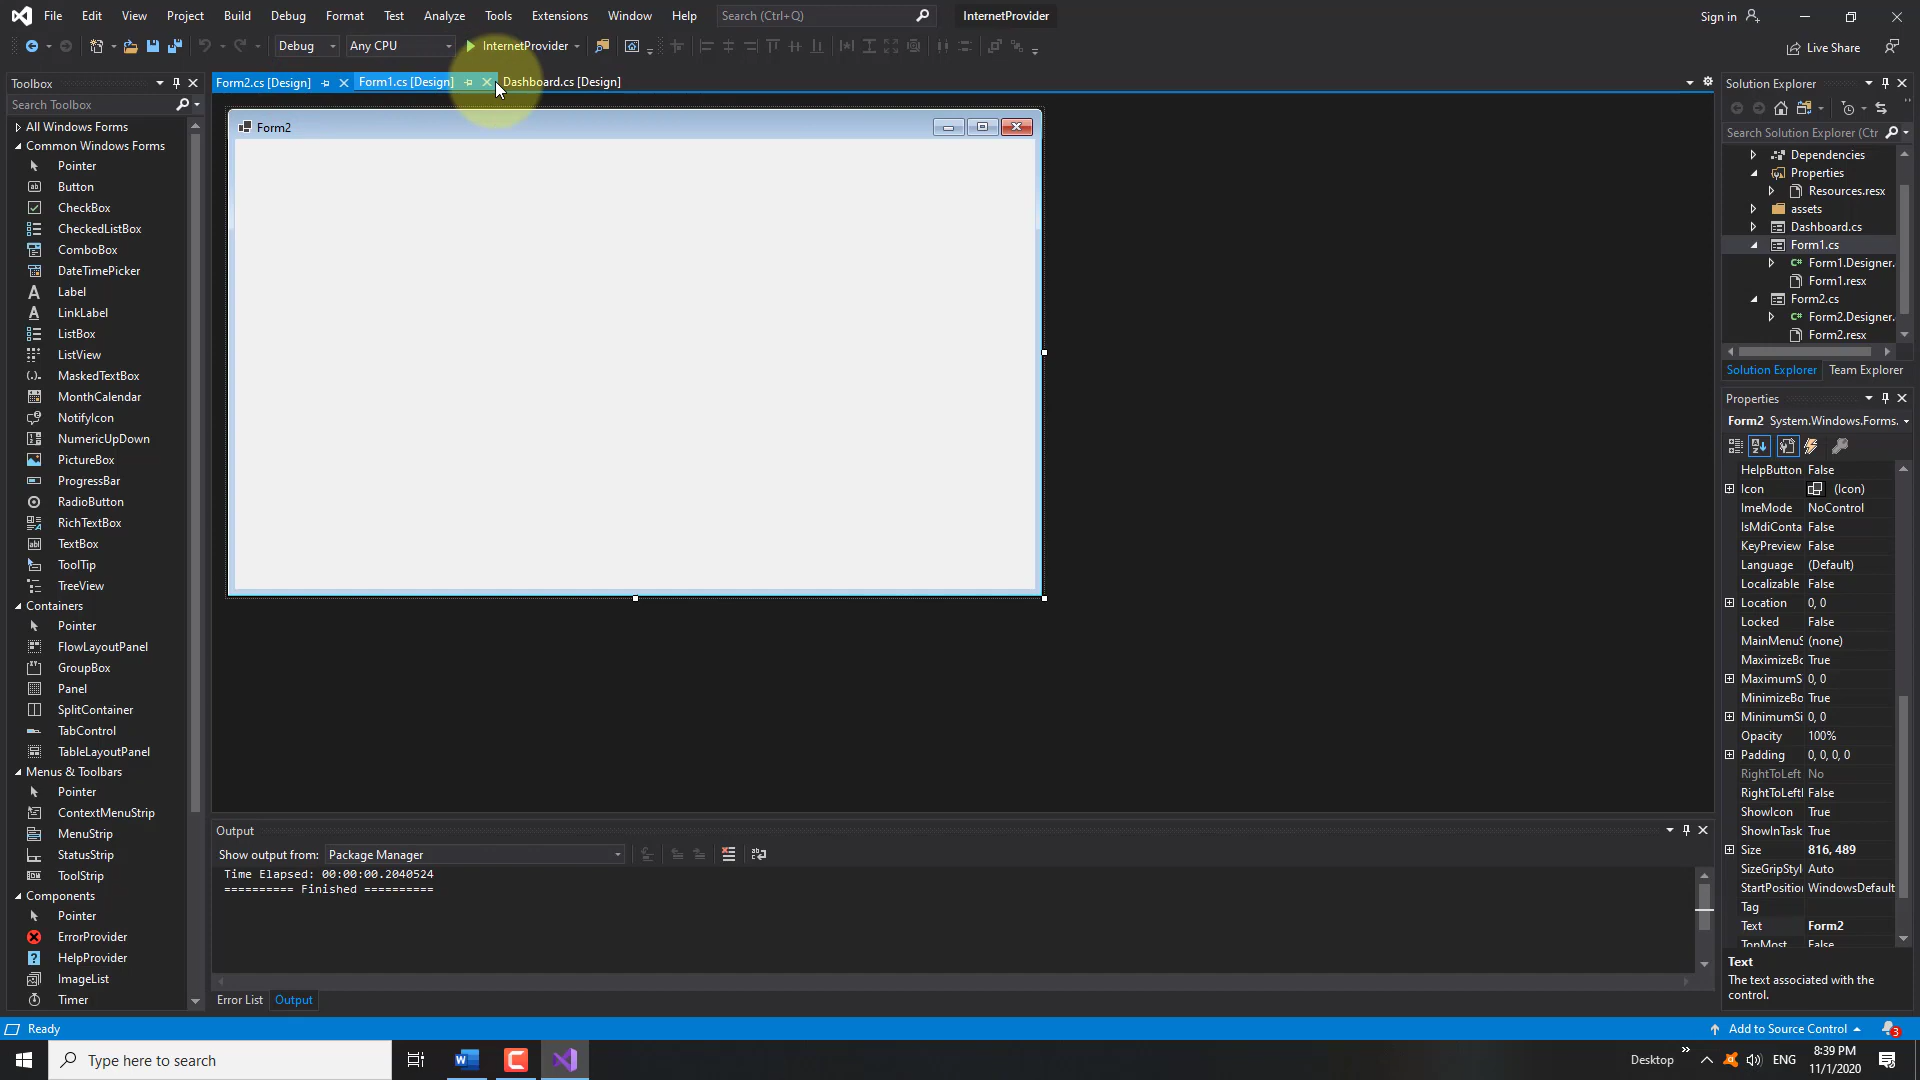 File Edit View Project Build Debug Format Test Analyze Tools Extensions Window Help Search (Ctrl+Q) InternetProvider Sign in
Debug Any CPU InternetProvider Live Share
Toolbox
Search Toolbox
All Windows Forms
Common Windows Forms
Pointer
Button
CheckBox
CheckedListBox
ComboBox
DateTimePicker
Label
LinkLabel
ListBox
ListView
MaskedTextBox
MonthCalendar
NotifyIcon
NumericUpDown
PictureBox
ProgressBar
RadioButton
RichTextBox
TextBox
ToolTip
TreeView
Containers
Pointer
FlowLayoutPanel
GroupBox
Panel
SplitContainer
TabControl
TableLayoutPanel
Menus & Toolbars
Pointer
ContextMenuStrip
MenuStrip
StatusStrip
ToolStrip
Components
Pointer
ErrorProvider
HelpProvider
ImageList
Timer
Form2.cs [Design] Form1.cs [Design] Dashboard.cs [Design]
Form2
Output
Show output from: Package Manager
Time Elapsed: 00:00:00.2040524
========== Finished ==========
Error List Output
Solution Explorer
Search Solution Explorer (Ctr
Dependencies
Properties
Resources.resx
assets
Dashboard.cs
Form1.cs
Form1.Designer.
Form1.resx
Form2.cs
Form2.Designer.
Form2.resx
Solution Explorer Team Explorer
Properties
Form2 System.Windows.Forms.
HelpButton False
Icon (Icon)
ImeMode NoControl
IsMdiConta False
KeyPreview False
Language (Default)
Localizable False
Location 0, 0
Locked False
MainMenuS (none)
MaximizeBo True
MaximumS 0, 0
MinimizeBo True
MinimumSi 0, 0
Opacity 100%
Padding 0, 0, 0, 0
RightToLeft No
RightToLeftL False
ShowIcon True
ShowInTask True
Size 816, 489
SizeGripStyl Auto
StartPosition WindowsDefault
Tag
Text Form2
TopMost False
Text
The text associated with the
control.
Ready Add to Source Control 3
Type here to search Desktop ENG 8:39 PM
11/1/2020